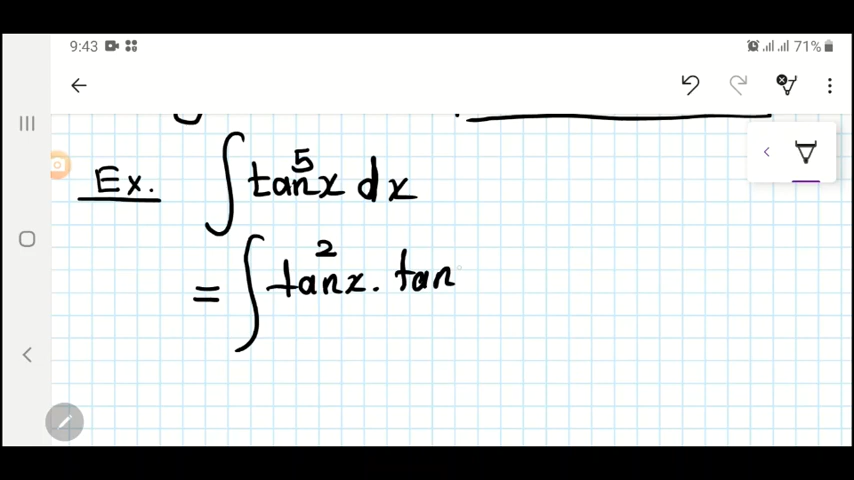 9:43 71%
Ex. ∫ tan⁵x dx
= ∫ tan²x . tan